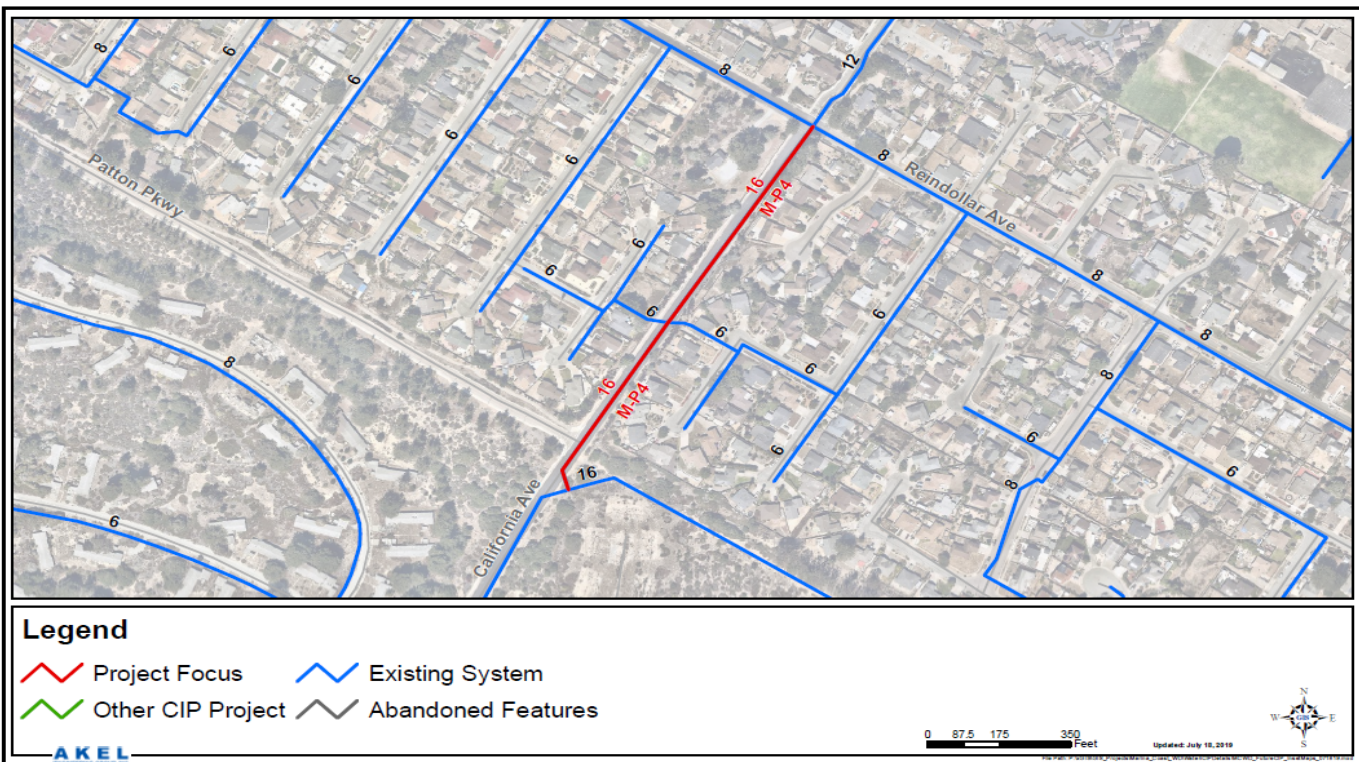 8
6
6
6
6
8
12
8
Reindollar Ave
8
8
Patton Pkwy
16
M-P4
6
6
6
6
6
6
8
8
16
M-P4
6
6
6
8
16
California Ave
6
Legend
Project Focus
Existing System
Other CIP Project
Abandoned Features
AKEL
0 87.5 175 350
Feet
Updated: July 18, 2019
N
W GIS E
S